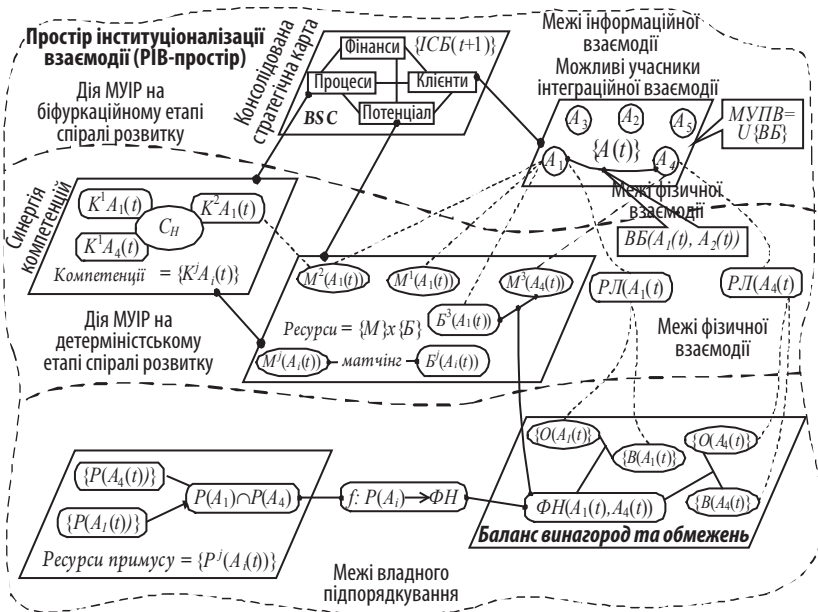 Простір інституціоналізації
взаємодії (РІВ-простір)
Дія МУІР на
біфуркаційному етапі
спіралі розвитку
Консолідована
стратегічна карта
Фінанси
{ІСБ(t+1)}
Процеси
Клієнти
BSC
Потенціал
Межі інформаційної
взаємодії
Можливі учасники
інтеграційної взаємодії
A₃
A₂
A₅
{A(t)}
A₁
A₄
МУПВ=
U{ВБ}
Межі фізичної
взаємодії
ВБ(A₁(t), A₂(t))
Синергія
компетенцій
K¹A₁(t)
K²A₁(t)
C_H
K¹A₄(t)
Компетенції = {KʲAᵢ(t)}
Дія МУІР на
детерміністському
етапі спіралі розвитку
M²(A₁(t))
M¹(A₁(t))
M³(A₄(t))
Б³(A₁(t))
Ресурси = {M}x{Б}
Mʲ(Aᵢ(t))
матчінг
Бʲ(Aᵢ(t))
РЛ(A₁(t)
РЛ(A₄(t)
Межі фізичної
взаємодії
{O(A₁(t)}
{B(A₁(t)}
{O(A₄(t)}
{B(A₄(t)}
ФН(A₁(t),A₄(t))
Баланс винагород та обмежень
{P(A₄(t))}
P(A₁)∩P(A₄)
{P(A₁(t))}
f: P(Aᵢ)→ФН
Ресурси примусу = {Pʲ(Aᵢ(t))}
Межі владного
підпорядкування